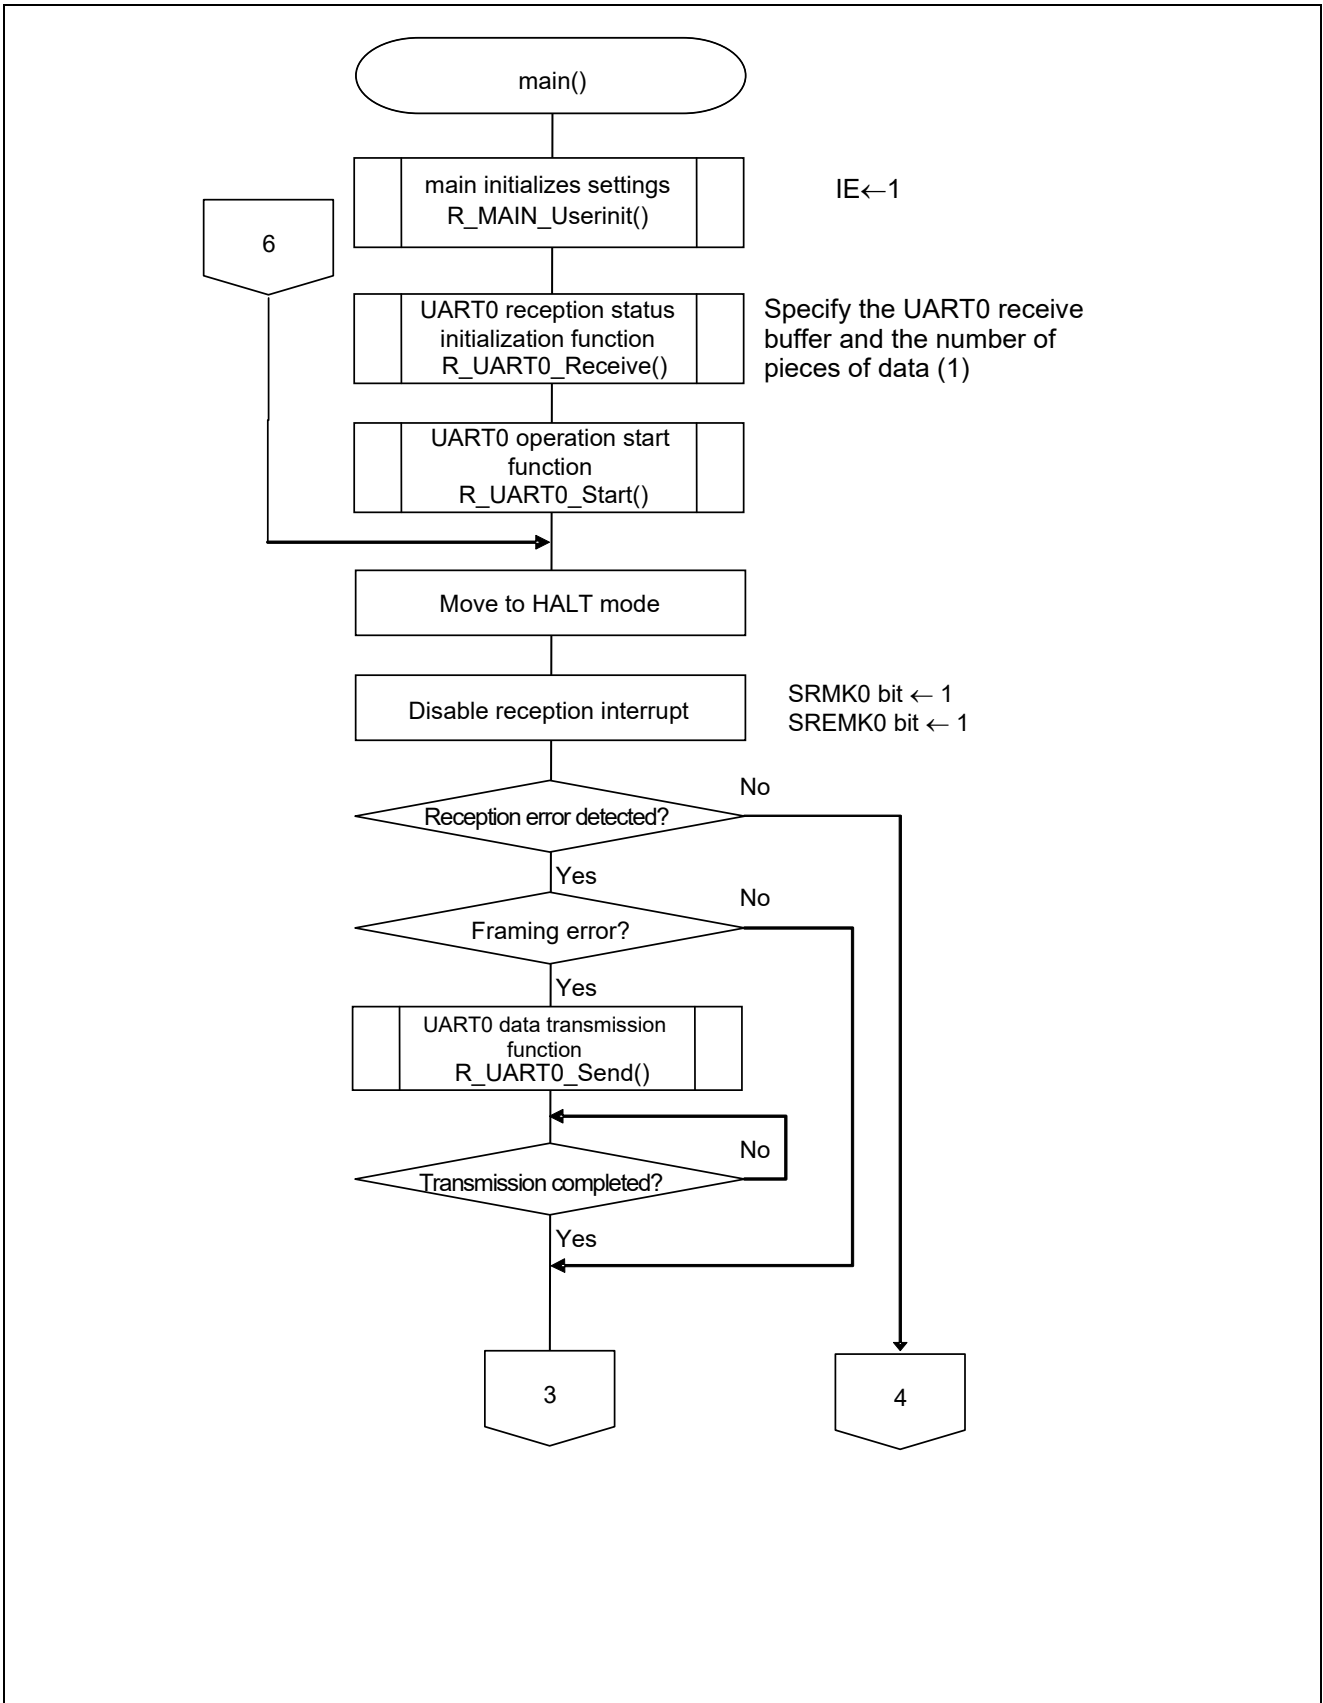 main()
main initializes settings
R_MAIN_Userinit()
IE←1
6
UART0 reception status
initialization function
R_UART0_Receive()
Specify the UART0 receive
buffer and the number of
pieces of data (1)
UART0 operation start
function
R_UART0_Start()
Move to HALT mode
Disable reception interrupt
SRMK0 bit ← 1
SREMK0 bit ← 1
No
Reception error detected?
Yes
No
Framing error?
Yes
UART0 data transmission
function
R_UART0_Send()
No
Transmission completed?
Yes
3
4